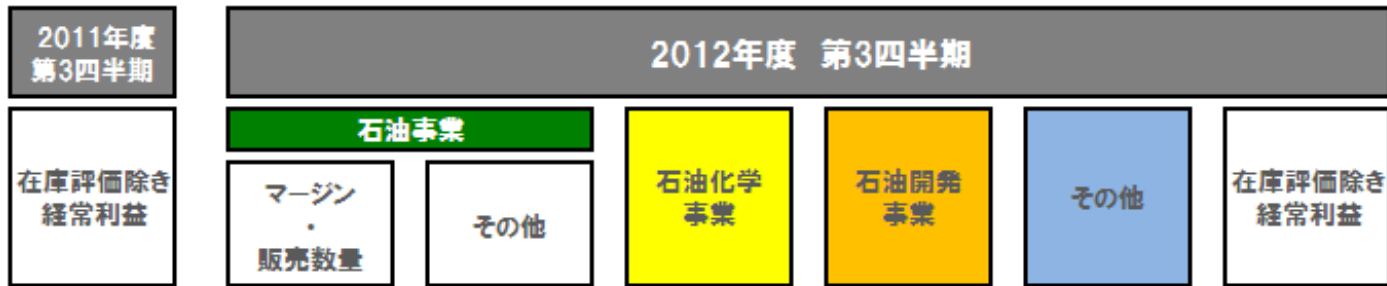 2011年度
第3四半期
2012年度 第3四半期
在庫評価除き
経常利益
石油事業
マージン
・
販売数量
その他
石油化学
事業
石油開発
事業
その他
在庫評価除き
経常利益